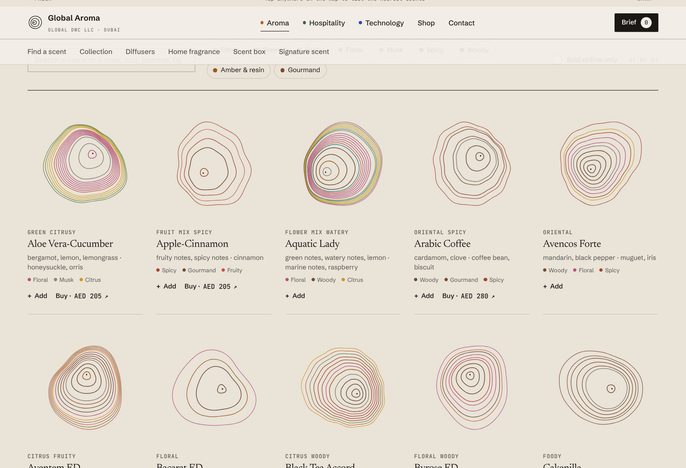 Global Aroma
GLOBAL DWC LLC · DUBAI
Aroma
Hospitality
Technology
Shop
Contact
Brief 0
Find a scent
Collection
Diffusers
Home fragrance
Scent box
Signature scent
Amber & resin
Gourmand
GREEN CITRUSY
Aloe Vera-Cucumber
bergamot, lemon, lemongrass ·
honeysuckle, orris
Floral Musk Citrus
+ Add Buy · AED 205 ↗
FRUIT MIX SPICY
Apple-Cinnamon
fruity notes, spicy notes · cinnamon
Spicy Gourmand Fruity
+ Add Buy · AED 205 ↗
FLOWER MIX WATERY
Aquatic Lady
green notes, watery notes, lemon ·
marine notes, raspberry
Floral Woody Citrus
+ Add
ORIENTAL SPICY
Arabic Coffee
cardamom, clove · coffee bean,
biscuit
Woody Gourmand Spicy
+ Add Buy · AED 280 ↗
ORIENTAL
Avencos Forte
mandarin, black pepper · muguet, iris
Woody Floral Spicy
+ Add
CITRUS FRUITY
FLORAL
CITRUS WOODY
FLORAL WOODY
FOODY